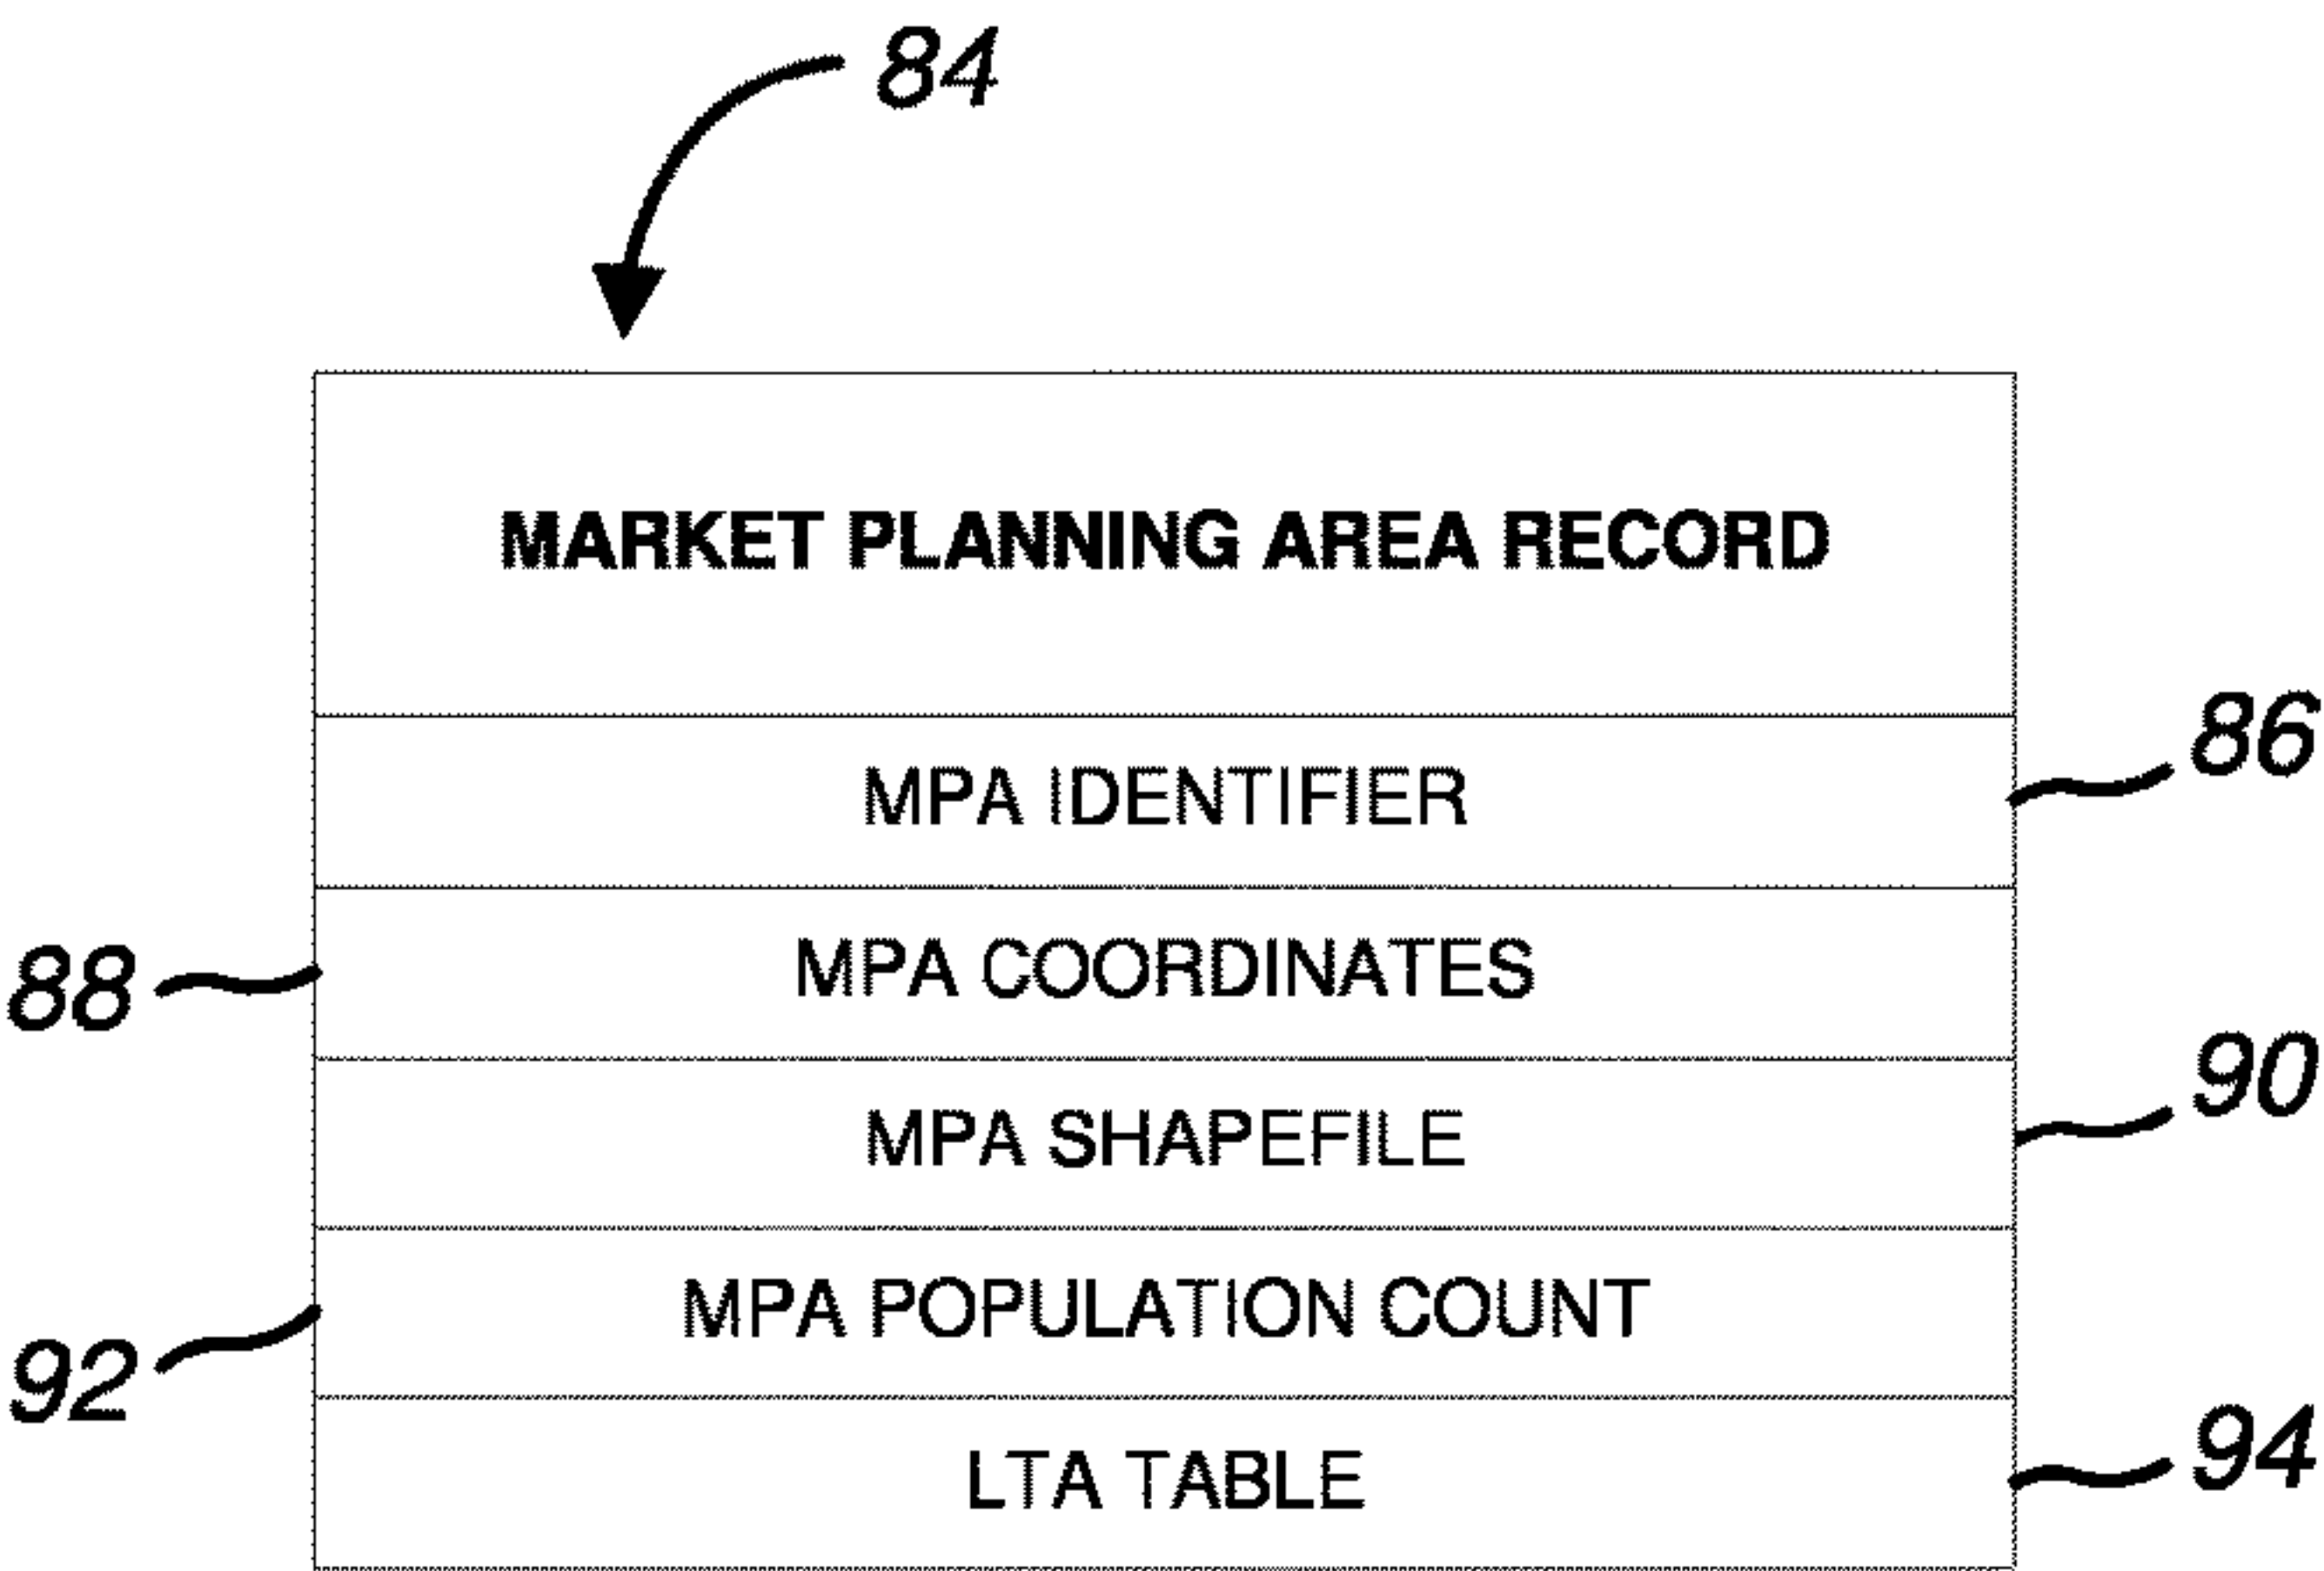 84
MARKET PLANNING AREA RECORD
MPA IDENTIFIER
86
MPA COORDINATES
88
MPA SHAPEFILE
90
MPA POPULATION COUNT
92
LTA TABLE
94